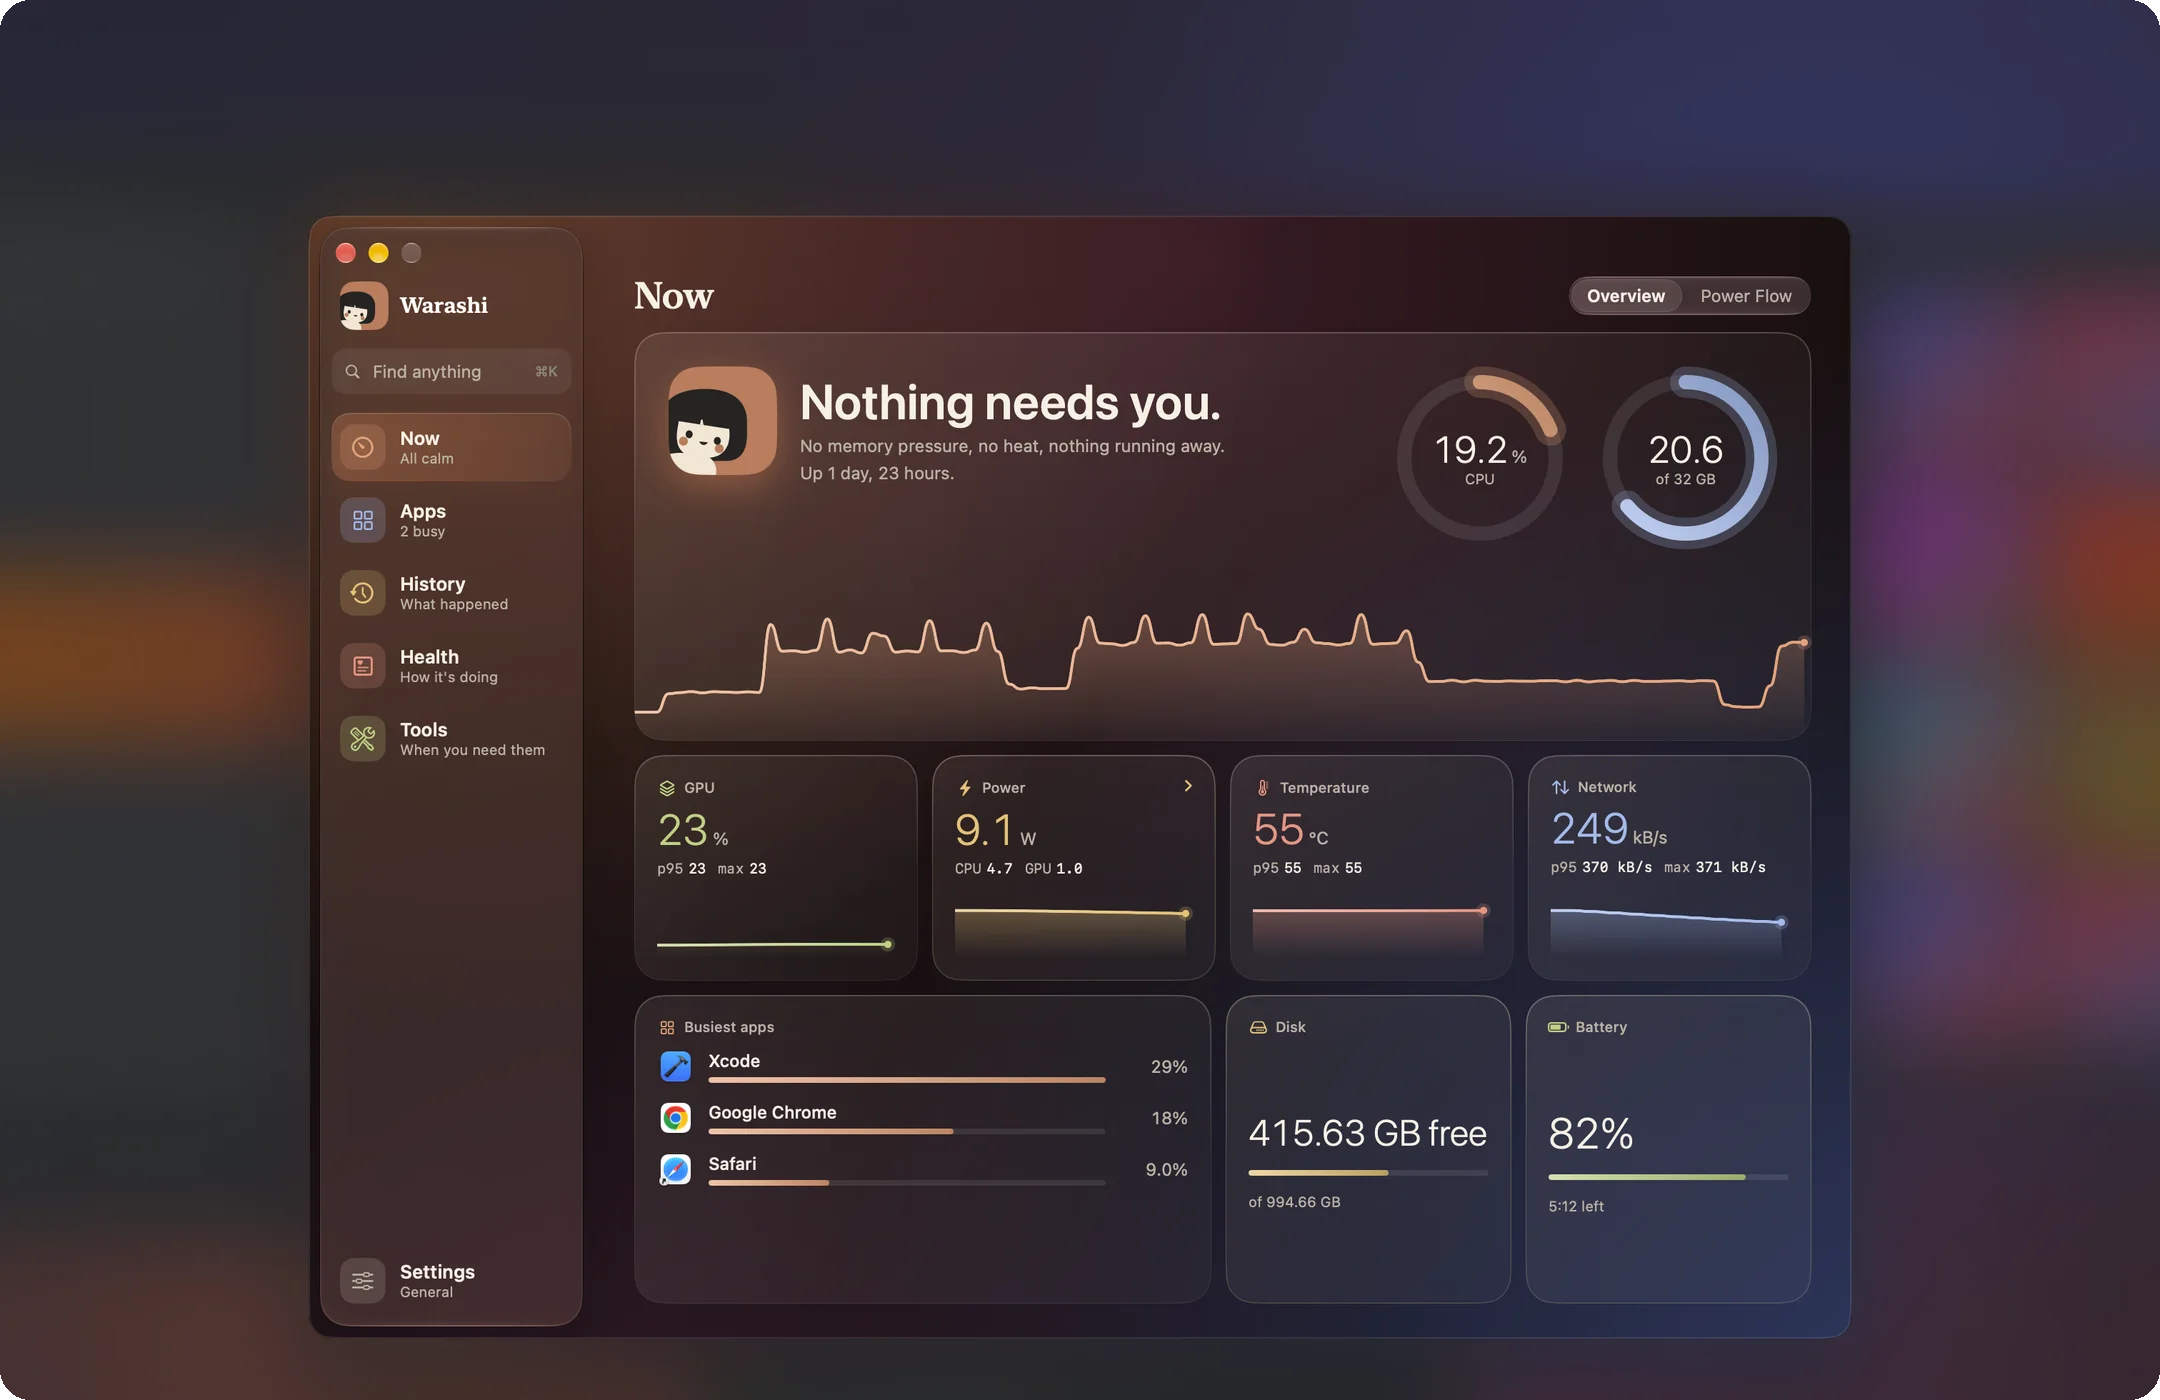 Warashi
Find anything ⌘K
Now
All calm
Apps
2 busy
History
What happened
Health
How it's doing
Tools
When you need them
Settings
General
Now
Overview Power Flow
Nothing needs you.
No memory pressure, no heat, nothing running away.
Up 1 day, 23 hours.
19.2 %
CPU
20.6
of 32 GB
GPU
23 %
p95 23 max 23
Power
9.1 W
CPU 4.7 GPU 1.0
Temperature
55 °C
p95 55 max 55
Network
249 kB/s
p95 370 kB/s max 371 kB/s
Busiest apps
Xcode 29%
Google Chrome 18%
Safari 9.0%
Disk
415.63 GB free
of 994.66 GB
Battery
82%
5:12 left